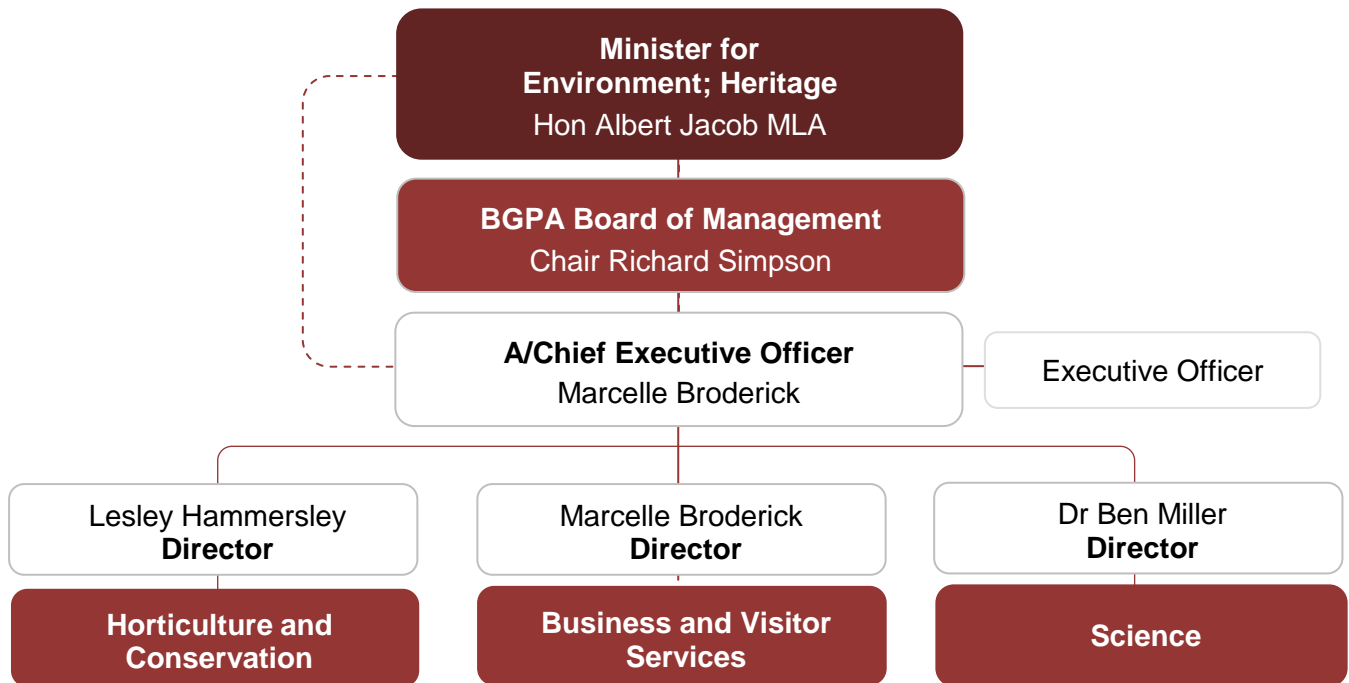 Minister for
Environment; Heritage
Hon Albert Jacob MLA
BGPA Board of Management
Chair Richard Simpson
A/Chief Executive Officer
Marcelle Broderick
Executive Officer
Lesley Hammersley
Director
Horticulture and
Conservation
Marcelle Broderick
Director
Business and Visitor
Services
Dr Ben Miller
Director
Science